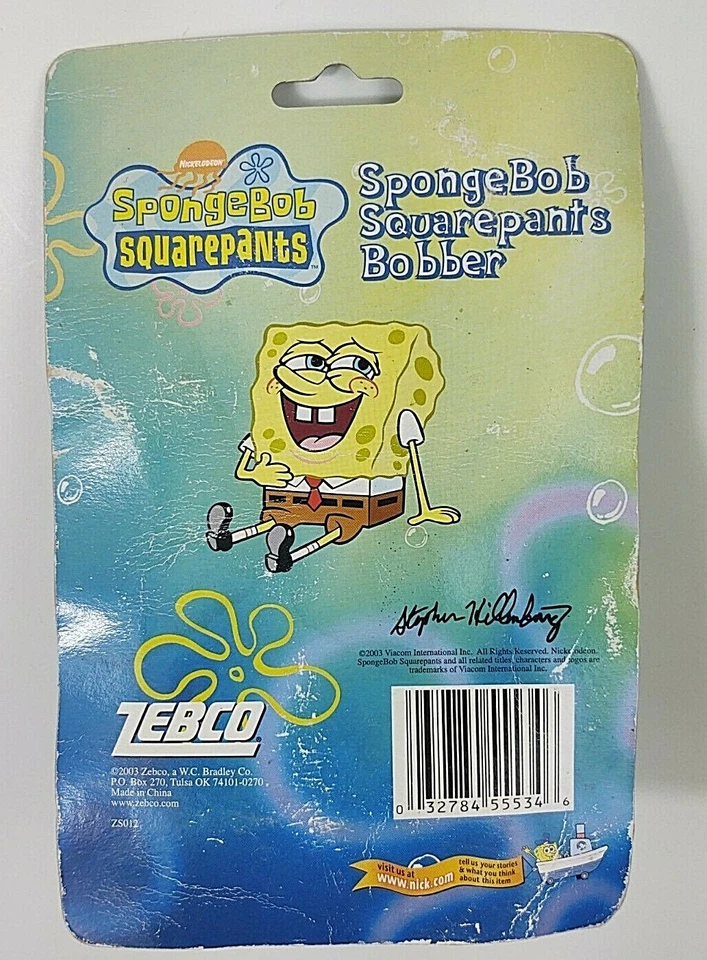 NICKELODEON
SpongeBob
SquarePants
TM
SpongeBob
Squarepants
Bobber
Stephen Hillenburg
©2003 Viacom International Inc. All Rights Reserved. Nickelodeon.
SpongeBob Squarepants and all related titles, characters and logos are
trademarks of Viacom International Inc.
ZEBCO
©2003 Zebco, a W.C. Bradley Co.
P.O. Box 270, Tulsa OK 74101-0270
Made in China
www.zebco.com
ZS012
0 32784 55534 6
visit us at
www.nick.com
tell us your stories
& what you think
about this item